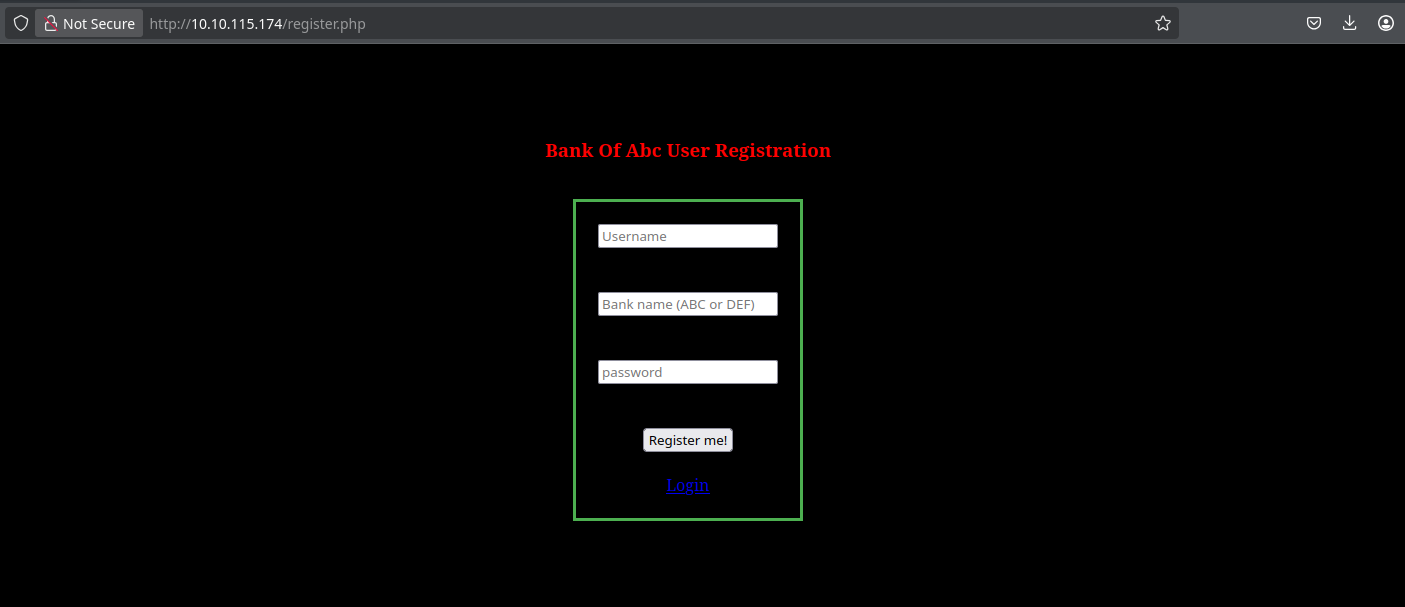 Not Secure http://10.10.115.174/register.php
Bank Of Abc User Registration
Username
Bank name (ABC or DEF)
password
Register me!
Login